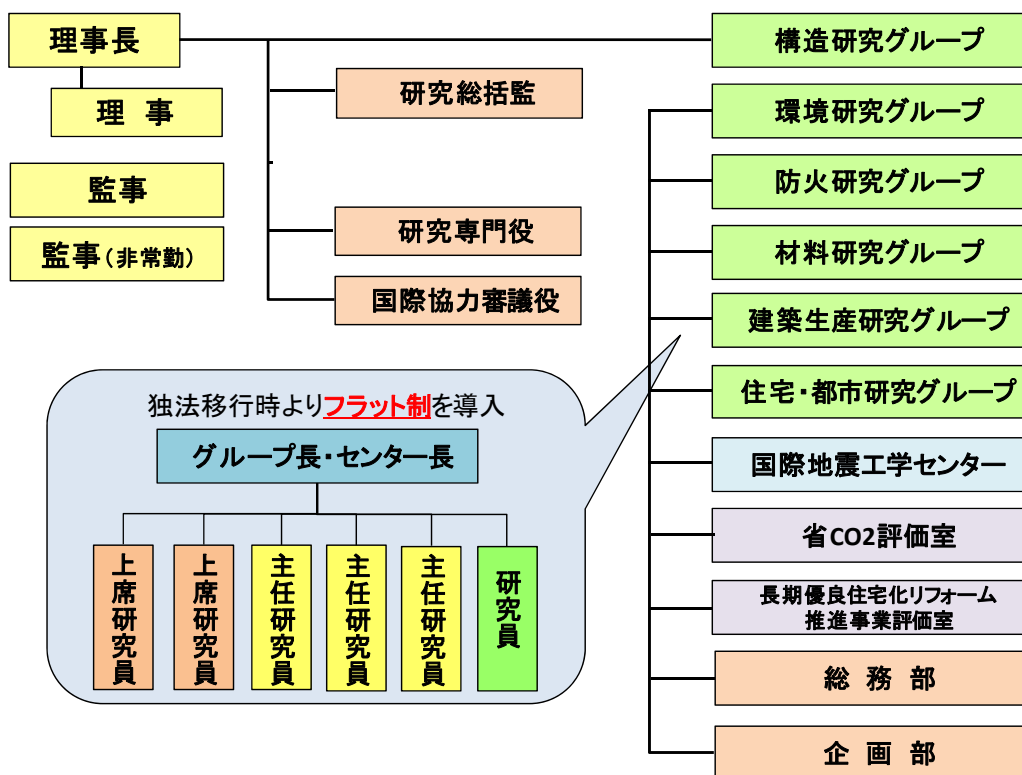 理事長
理 事
監事
監事(非常勤)
研究総括監
研究専門役
国際協力審議役
構造研究グループ
環境研究グループ
防火研究グループ
材料研究グループ
建築生産研究グループ
住宅・都市研究グループ
国際地震工学センター
省CO2評価室
長期優良住宅化リフォーム
推進事業評価室
総 務 部
企 画 部
独法移行時よりフラット制を導入
グループ長・センター長
上席研究員
上席研究員
主任研究員
主任研究員
主任研究員
研究員